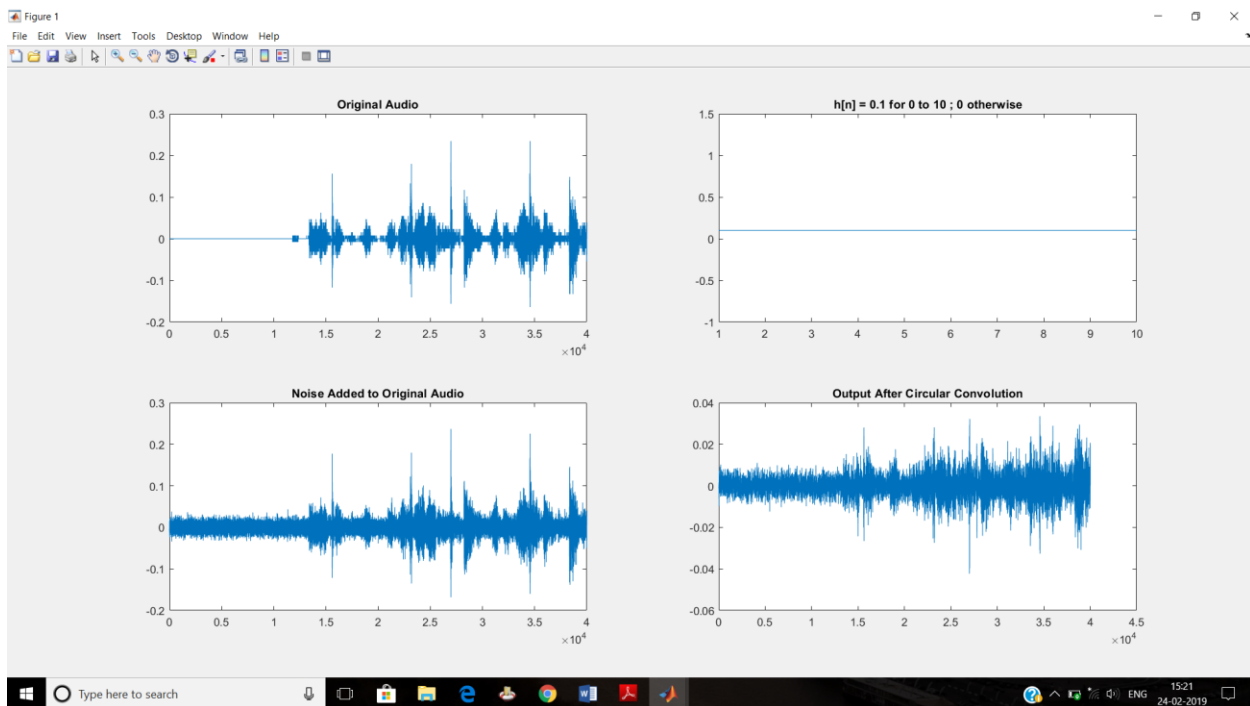 Figure 1
File Edit View Insert Tools Desktop Window Help
Original Audio
0.3
0.2
0.1
0
-0.1
-0.2
0 0.5 1 1.5 2 2.5 3 3.5 4
×10⁴
h[n] = 0.1 for 0 to 10 ; 0 otherwise
1.5
1
0.5
0
-0.5
-1
1 2 3 4 5 6 7 8 9 10
Noise Added to Original Audio
0.3
0.2
0.1
0
-0.1
-0.2
0 0.5 1 1.5 2 2.5 3 3.5 4
×10⁴
Output After Circular Convolution
0.04
0.02
0
-0.02
-0.04
-0.06
0 0.5 1 1.5 2 2.5 3 3.5 4 4.5
×10⁴
Type here to search
ENG
15:21
24-02-2019